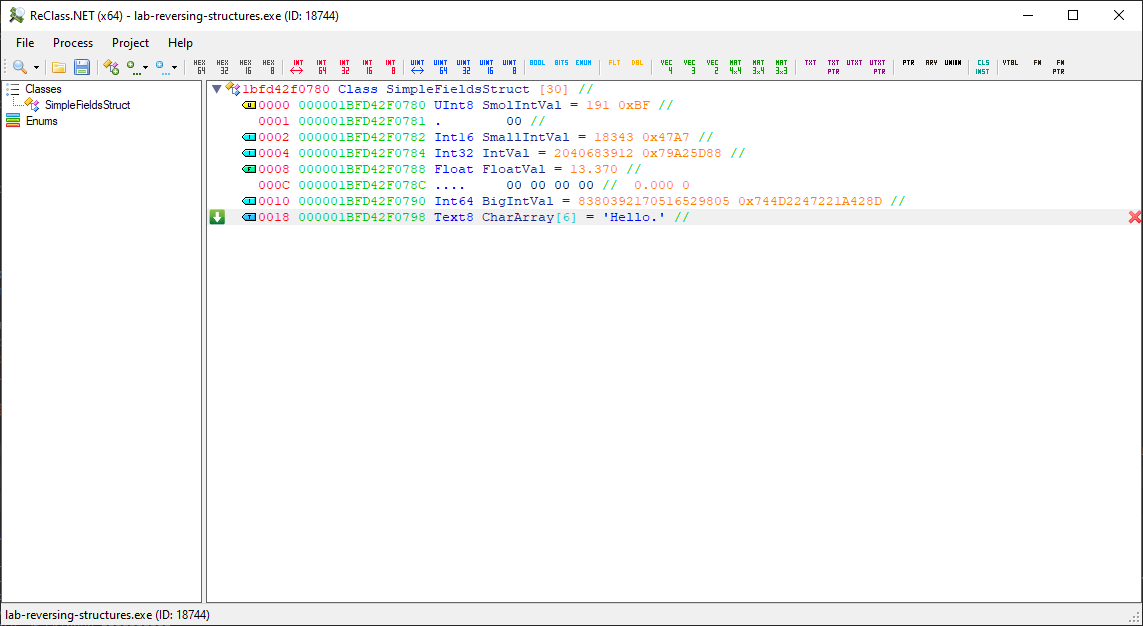 ReClass.NET (x64) - lab-reversing-structures.exe (ID: 18744)
File Process Project Help
HEX 64 HEX 32 HEX 16 HEX 8 INT INT 64 INT 32 INT 16 INT 8 UINT UINT 64 UINT 32 UINT 16 UINT 8 BOOL BITS ENUM FLT DBL VEC 4 VEC 3 VEC 2 MAT 4x4 MAT 3x4 MAT 3x3 TXT TXT PTR UTXT UTXT PTR PTR ARY UNION CLS INST VTBL FN FN PTR
Classes
SimpleFieldsStruct
Enums
1bfd42f0780 Class SimpleFieldsStruct [30] //
U 0000 000001BFD42F0780 UInt8 SmolIntVal = 191 0xBF //
0001 000001BFD42F0781 . 00 //
I 0002 000001BFD42F0782 Int16 SmallIntVal = 18343 0x47A7 //
I 0004 000001BFD42F0784 Int32 IntVal = 2040683912 0x79A25D88 //
F 0008 000001BFD42F0788 Float FloatVal = 13.370 //
000C 000001BFD42F078C .... 00 00 00 00 // 0.000 0
I 0010 000001BFD42F0790 Int64 BigIntVal = 8380392170516529805 0x744D2247221A428D //
T 0018 000001BFD42F0798 Text8 CharArray[6] = 'Hello.' //
lab-reversing-structures.exe (ID: 18744)